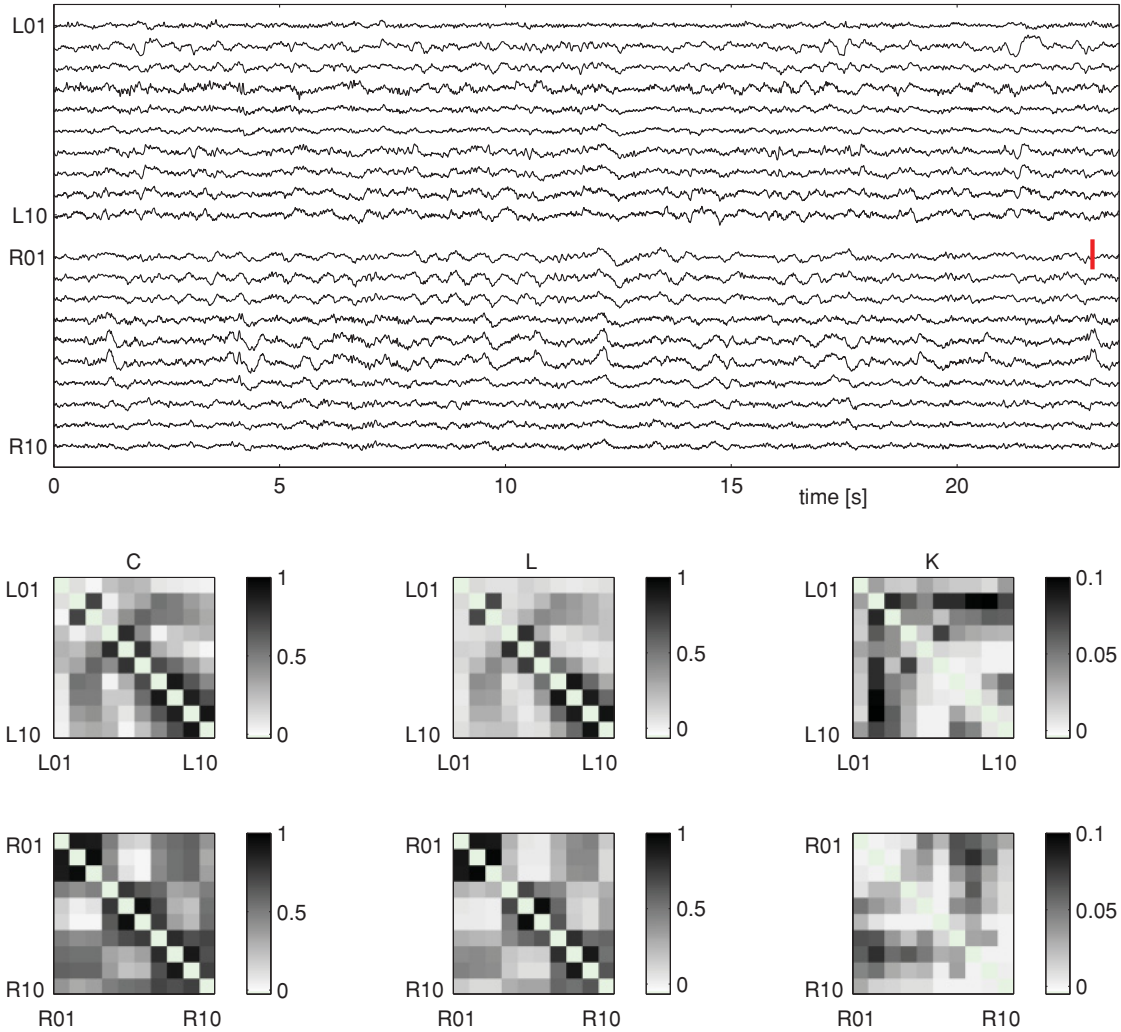 L01
L10
R01
R10
0 5 10 15 20
time [s]
C L K
L01 1 L01 1 L01 0.1
0.5 0.5 0.05
L10 0 L10 0 L10 0
L01 L10 L01 L10 L01 L10
R01 1 R01 1 R01 0.1
0.5 0.5 0.05
R10 0 R10 0 R10 0
R01 R10 R01 R10 R01 R10